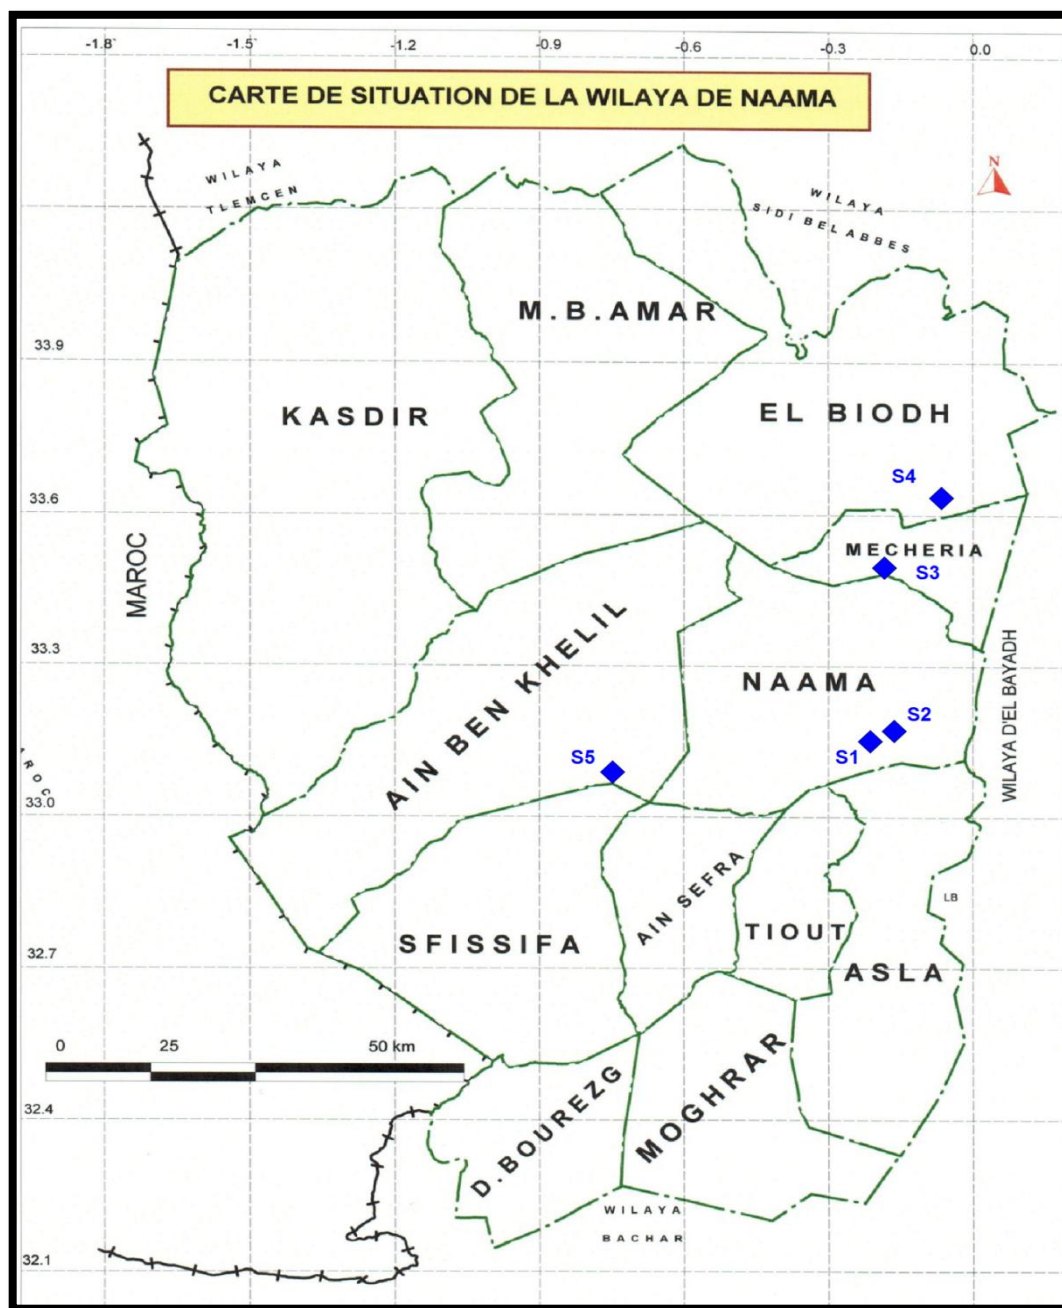 -1.8 -1.5 -1.2 -0.9 -0.6 -0.3 0.0
CARTE DE SITUATION DE LA WILAYA DE NAAMA
N
WILAYA
TLEMCEN
WILAYA
SIDI BELABBES
M.B.AMAR
33.9
KASDIR
EL BIODH
S4
33.6
MECHERIA
S3
MAROC
33.3
AIN BEN KHELIL
NAAMA
WILAYA D'EL BAYADH
S2
S1
S5
ROC
33.0
AIN SEFRA
LB
SFISSIFA
TIOUT
32.7
ASLA
0 25 50 km
MOGHRAR
D.BOUREZG
32.4
WILAYA
BACHAR
32.1